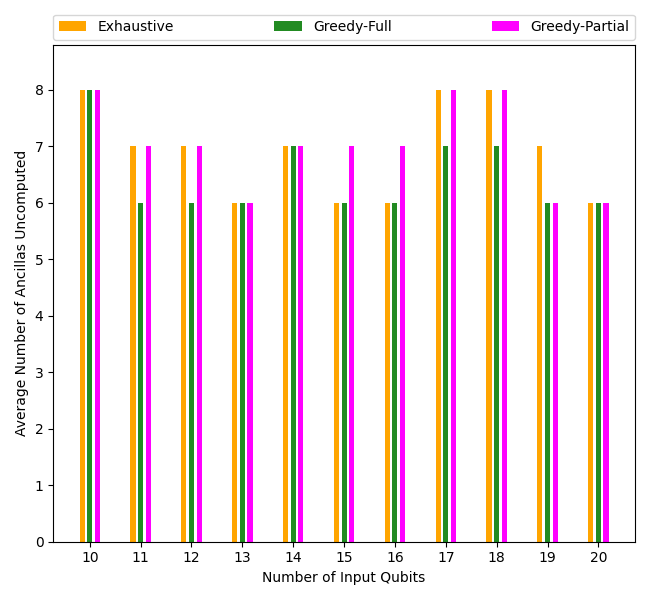 Exhaustive Greedy-Full Greedy-Partial
8
7
6
5
4
3
2
1
0
Average Number of Ancillas Uncomputed
10 11 12 13 14 15 16 17 18 19 20
Number of Input Qubits